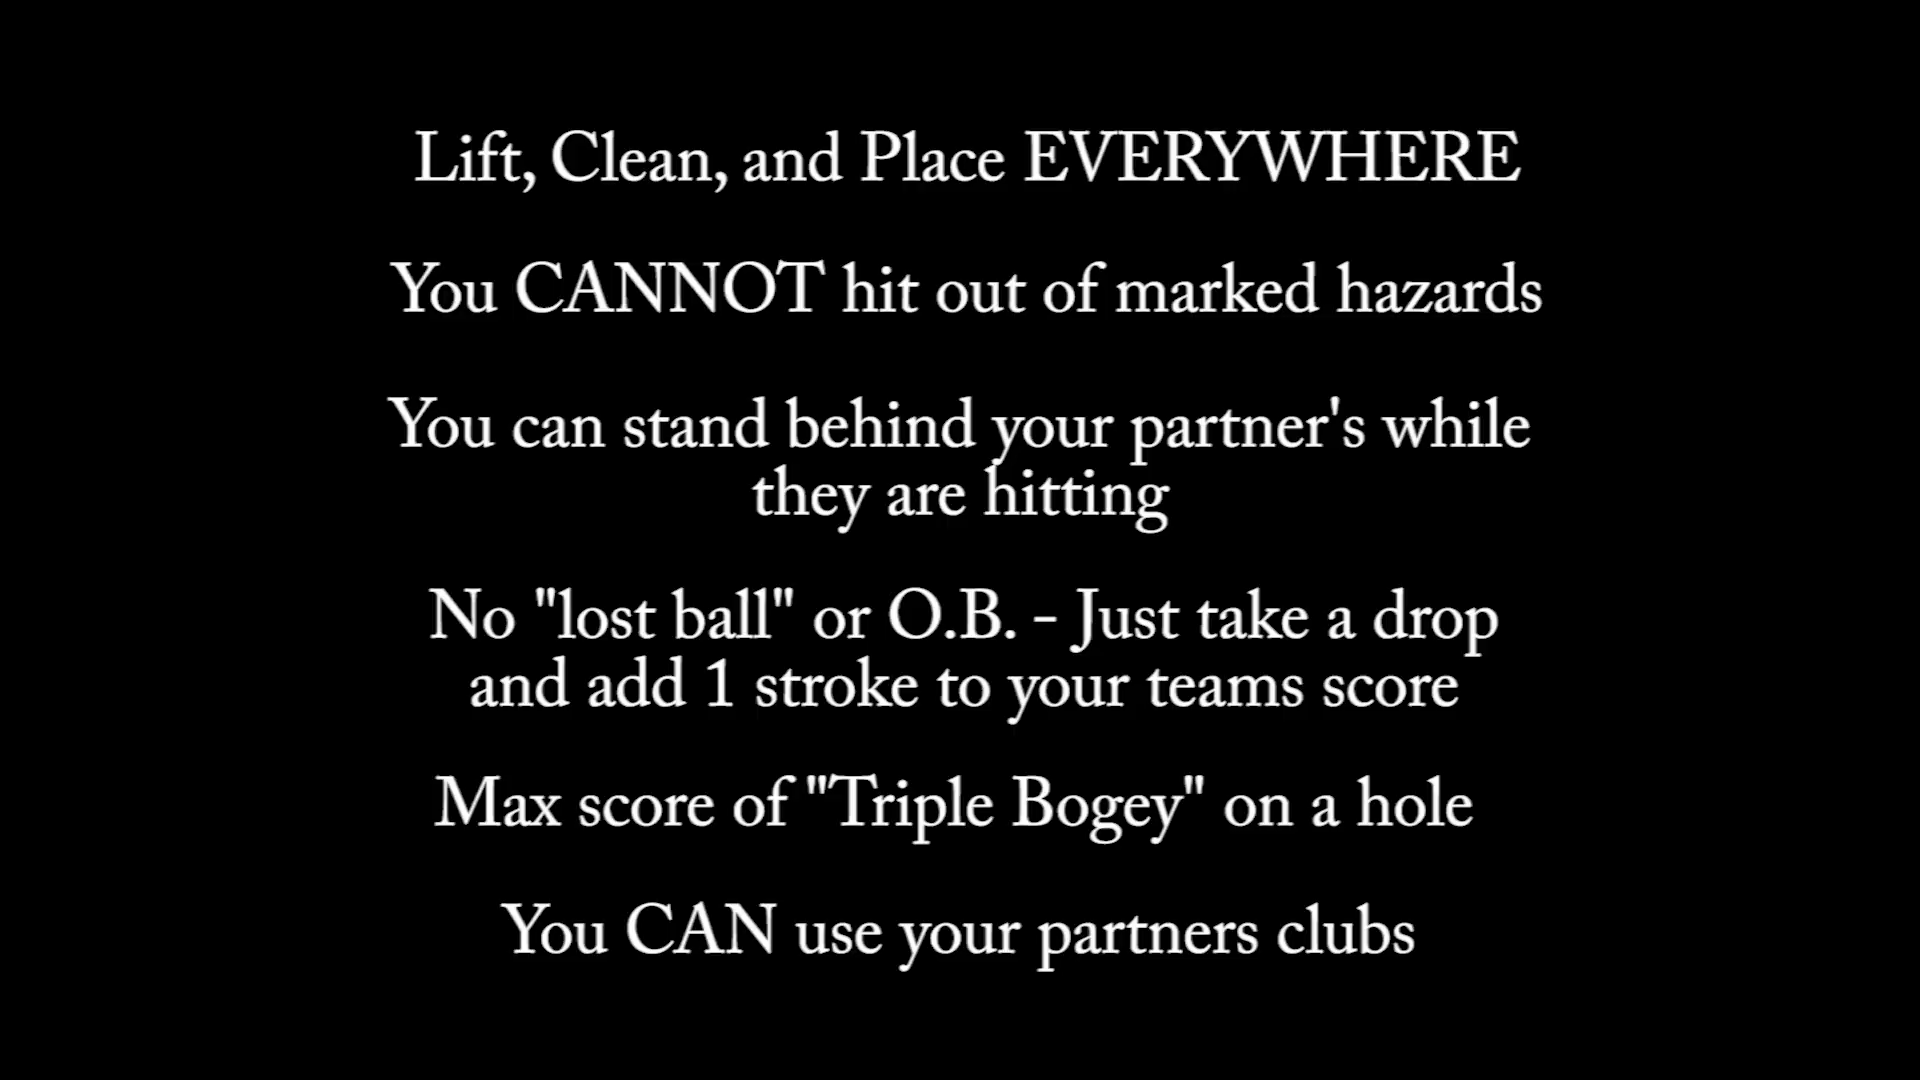 Lift, Clean, and Place EVERYWHERE
You CANNOT hit out of marked hazards
You can stand behind your partner's while
they are hitting
No "lost ball" or O.B. - Just take a drop
and add 1 stroke to your teams score
Max score of "Triple Bogey" on a hole
You CAN use your partners clubs